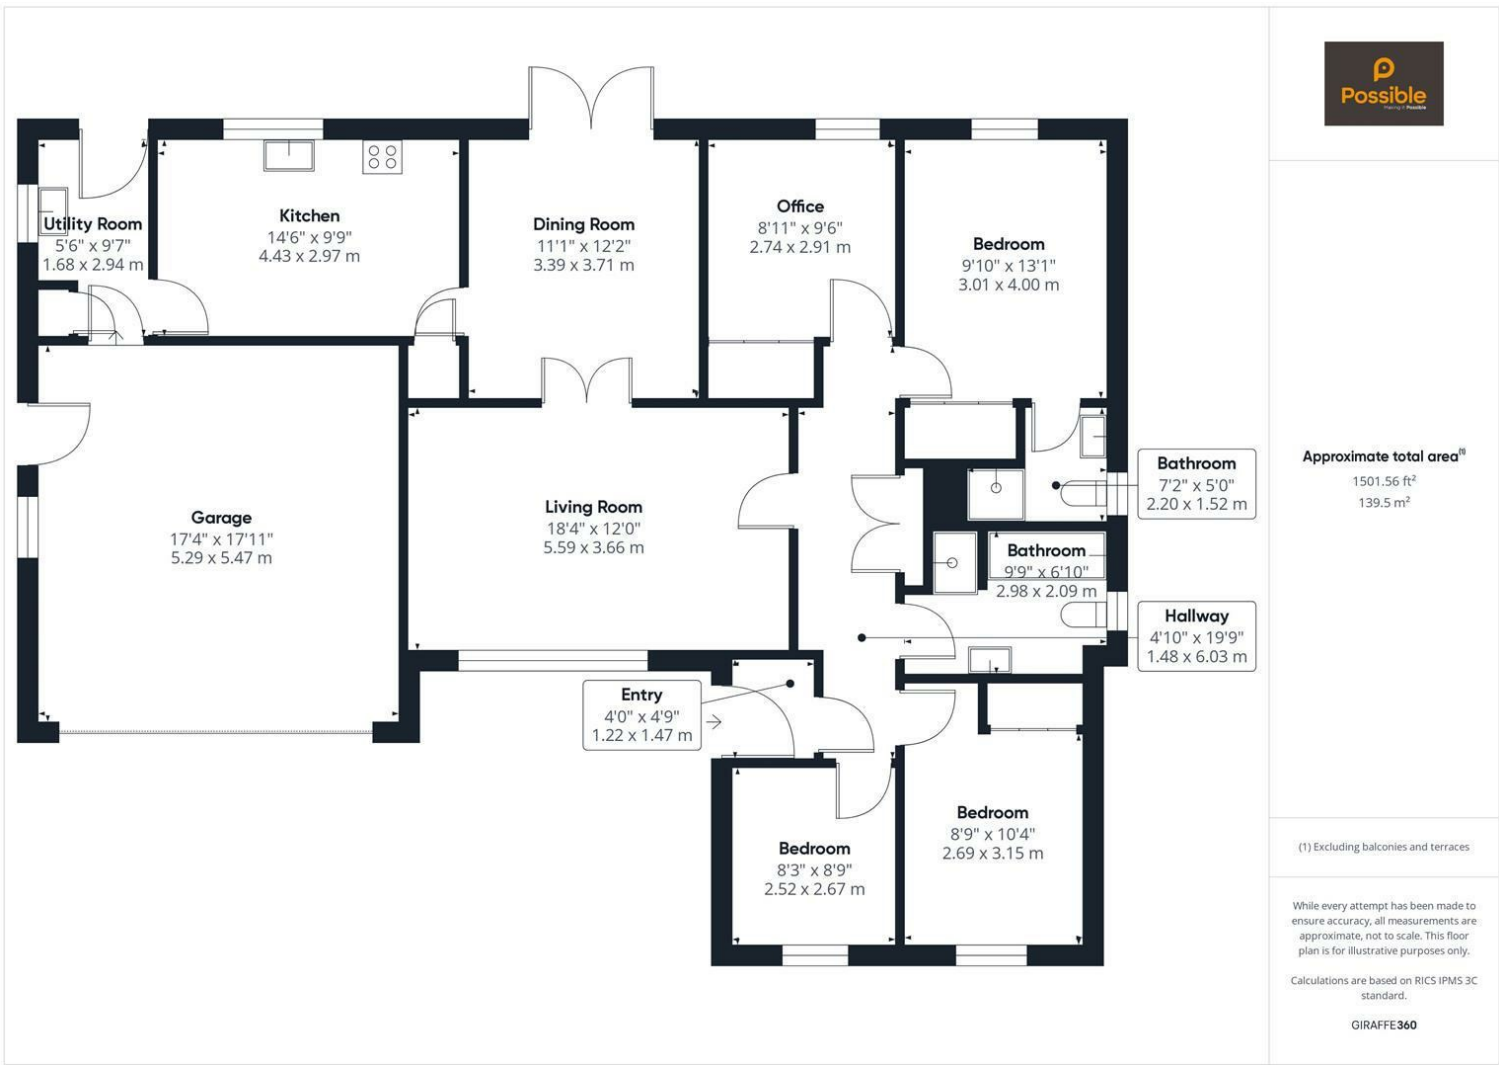 Utility Room
5'6" x 9'7"
1.68 x 2.94 m
Kitchen
14'6" x 9'9"
4.43 x 2.97 m
Dining Room
11'1" x 12'2"
3.39 x 3.71 m
Office
8'11" x 9'6"
2.74 x 2.91 m
Bedroom
9'10" x 13'1"
3.01 x 4.00 m
Garage
17'4" x 17'11"
5.29 x 5.47 m
Living Room
18'4" x 12'0"
5.59 x 3.66 m
Bathroom
7'2" x 5'0"
2.20 x 1.52 m
Bathroom
9'9" x 6'10"
2.98 x 2.09 m
Hallway
4'10" x 19'9"
1.48 x 6.03 m
Entry
4'0" x 4'9"
1.22 x 1.47 m
Bedroom
8'3" x 8'9"
2.52 x 2.67 m
Bedroom
8'9" x 10'4"
2.69 x 3.15 m
Possible
Approximate total area(1)
1501.56 ft²
139.5 m²
(1) Excluding balconies and terraces
While every attempt has been made to
ensure accuracy, all measurements are
approximate, not to scale. This floor
plan is for illustrative purposes only.
Calculations are based on RICS IPMS 3C
standard.
GIRAFFE360